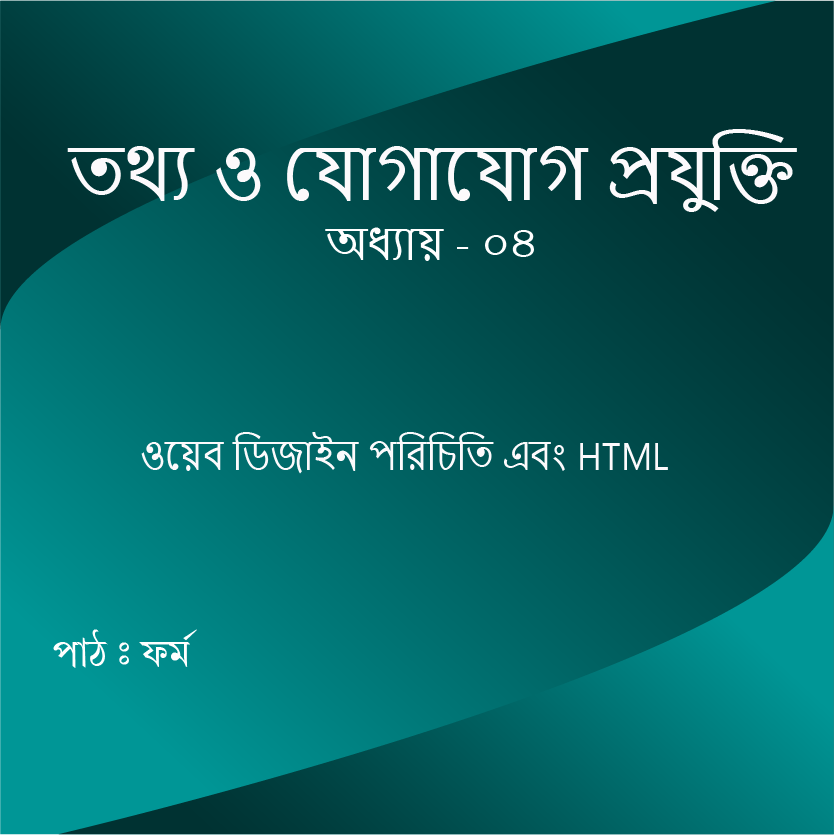 তথ্য ও যোগাযোগ প্রযুক্তি
অধ্যায় - ০৪
ওয়েব ডিজাইন পরিচিতি এবং HTML
পাঠ ঃ ফর্ম